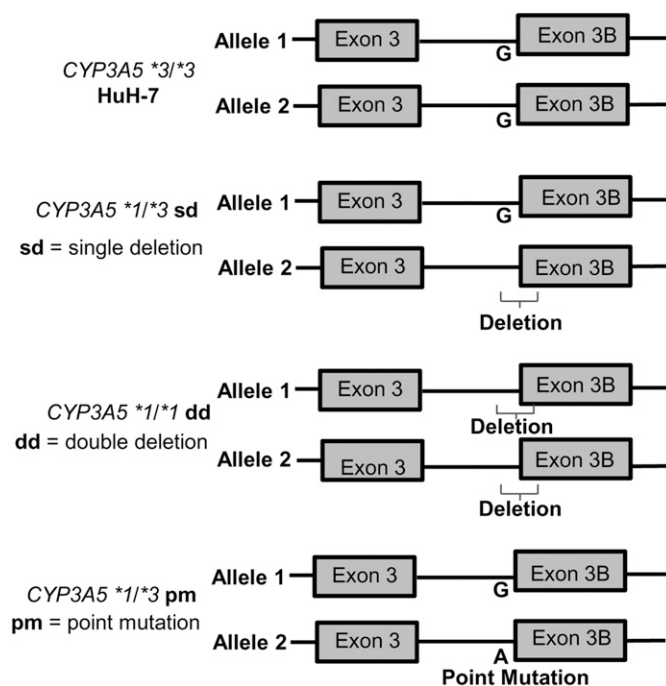 Allele 1 Exon 3 Exon 3B
G
CYP3A5 *3/*3
HuH-7
Allele 2 Exon 3 Exon 3B
G
Allele 1 Exon 3 Exon 3B
G
CYP3A5 *1/*3 sd
sd = single deletion
Allele 2 Exon 3 Exon 3B
Deletion
Allele 1 Exon 3 Exon 3B
Deletion
CYP3A5 *1/*1 dd
dd = double deletion
Allele 2 Exon 3 Exon 3B
Deletion
Allele 1 Exon 3 Exon 3B
G
CYP3A5 *1/*3 pm
pm = point mutation
Allele 2 Exon 3 Exon 3B
A
Point Mutation